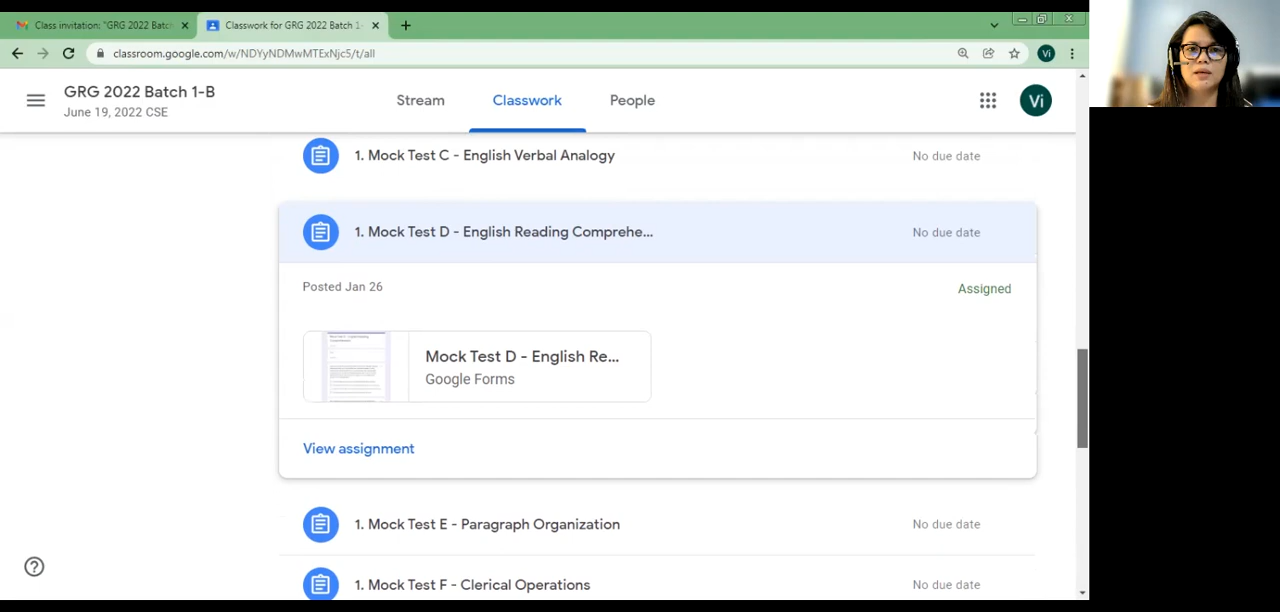 Class invitation: "GRG 2022 Batc
Classwork for GRG 2022 Batch 1-
classroom.google.com/w/NDYyNDMwMTExNjc5/t/all
Vi
GRG 2022 Batch 1-B
June 19, 2022 CSE
Stream
Classwork
People
Vi
1. Mock Test C - English Verbal Analogy
No due date
1. Mock Test D - English Reading Comprehe...
No due date
Posted Jan 26
Assigned
Mock Test D - English Re...
Google Forms
View assignment
1. Mock Test E - Paragraph Organization
No due date
1. Mock Test F - Clerical Operations
No due date